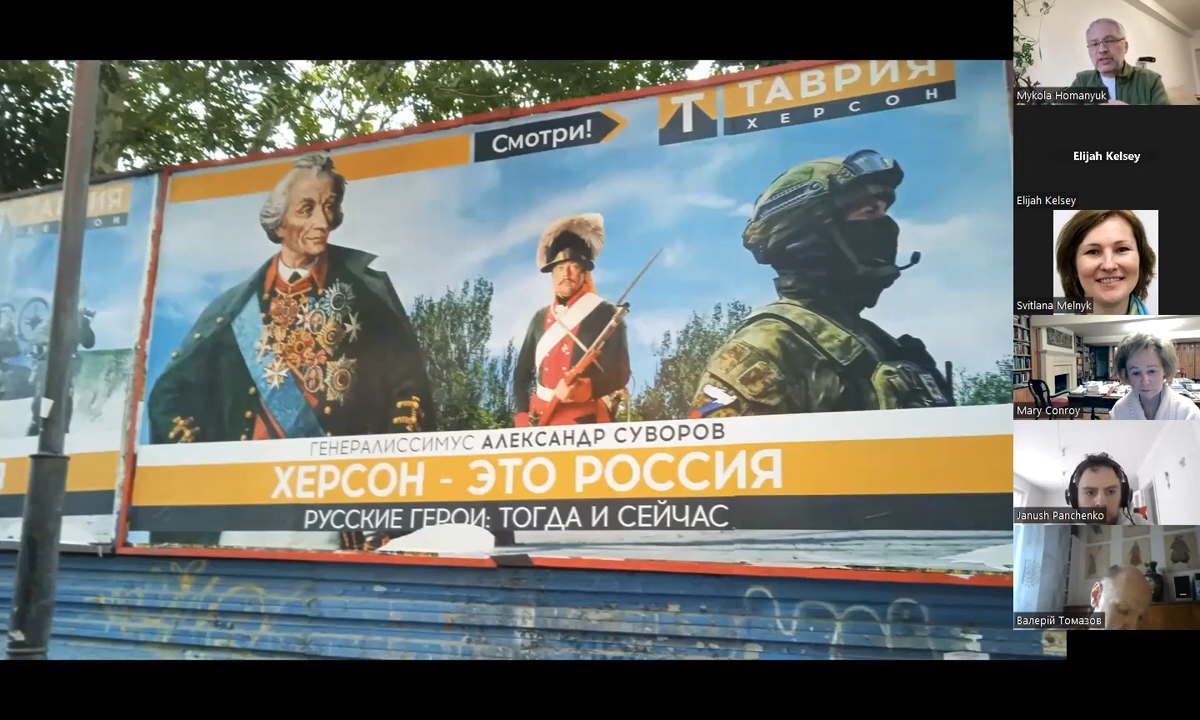 Смотри!
Т
ТАВРИЯ
ХЕРСОН
ГЕНЕРАЛИССИМУС АЛЕКСАНДР СУВОРОВ
ХЕРСОН - ЭТО РОССИЯ
РУССКИЕ ГЕРОИ: ТОГДА И СЕЙЧАС
Mykola Homanyuk
Elijah Kelsey
Elijah Kelsey
Svitlana Melnyk
Mary Conroy
Janush Panchenko
Валерій Томазов